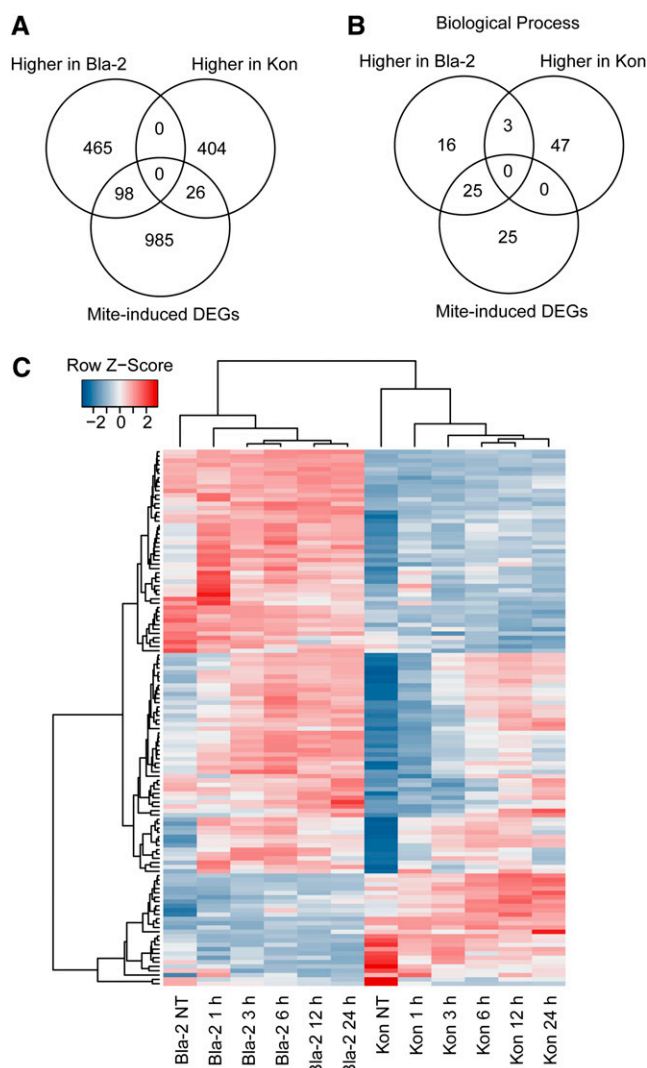 A
Higher in Bla-2
Higher in Kon
0
465
404
0
98
26
985
Mite-induced DEGs
B
Biological Process
Higher in Bla-2
Higher in Kon
3
16
47
0
25
0
25
Mite-induced DEGs
C
Row Z-Score
−2 0 2
Bla-2 NT
Bla-2 1 h
Bla-2 3 h
Bla-2 6 h
Bla-2 12 h
Bla-2 24 h
Kon NT
Kon 1 h
Kon 3 h
Kon 6 h
Kon 12 h
Kon 24 h